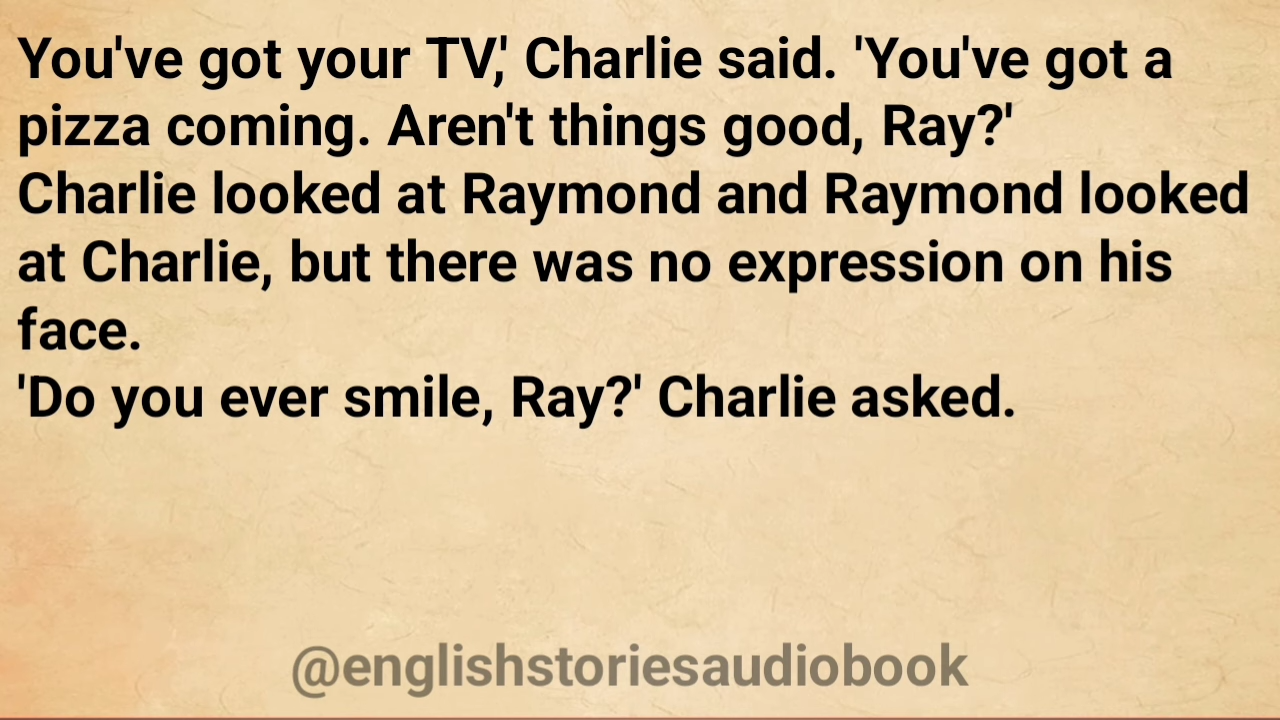 You've got your TV,' Charlie said. 'You've got a
pizza coming. Aren't things good, Ray?'
Charlie looked at Raymond and Raymond looked
at Charlie, but there was no expression on his
face.
'Do you ever smile, Ray?' Charlie asked.
@englishstoriesaudiobook